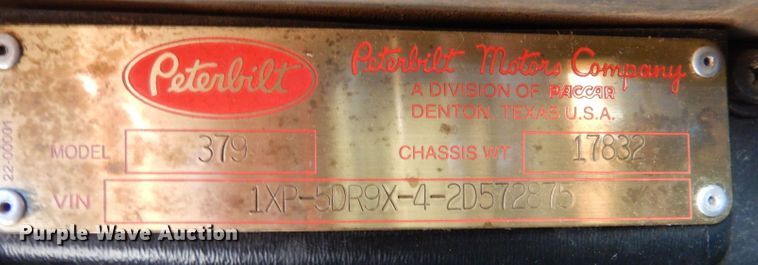 Peterbilt
Peterbilt Motors Company
A DIVISION OF PACCAR
DENTON, TEXAS U.S.A.
MODEL 379 CHASSIS WT 17832
VIN 1XP-5DR9X-4-2D572875
22-00001
Purple Wave Auction